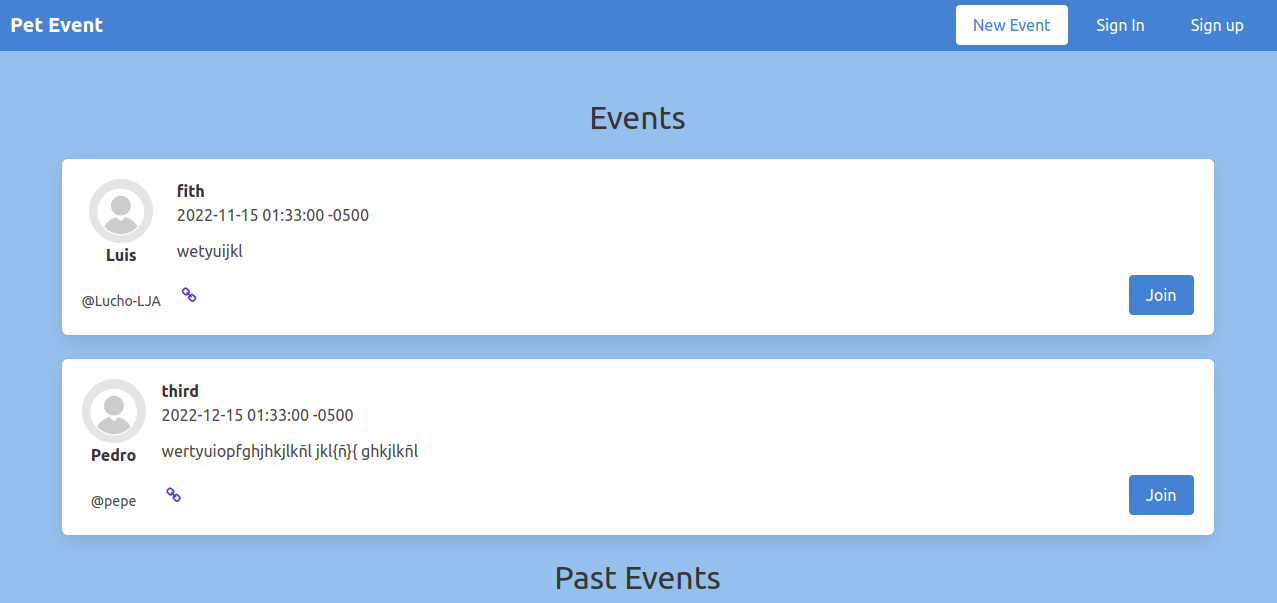 Pet Event
New Event
Sign In
Sign up
Events
fith
2022-11-15 01:33:00 -0500
Luis
wetyuijkl
@Lucho-LJA
Join
third
2022-12-15 01:33:00 -0500
Pedro
wertyuiopfghjhkjlkñl jkl{ñ}{ ghkjlkñl
@pepe
Join
Past Events